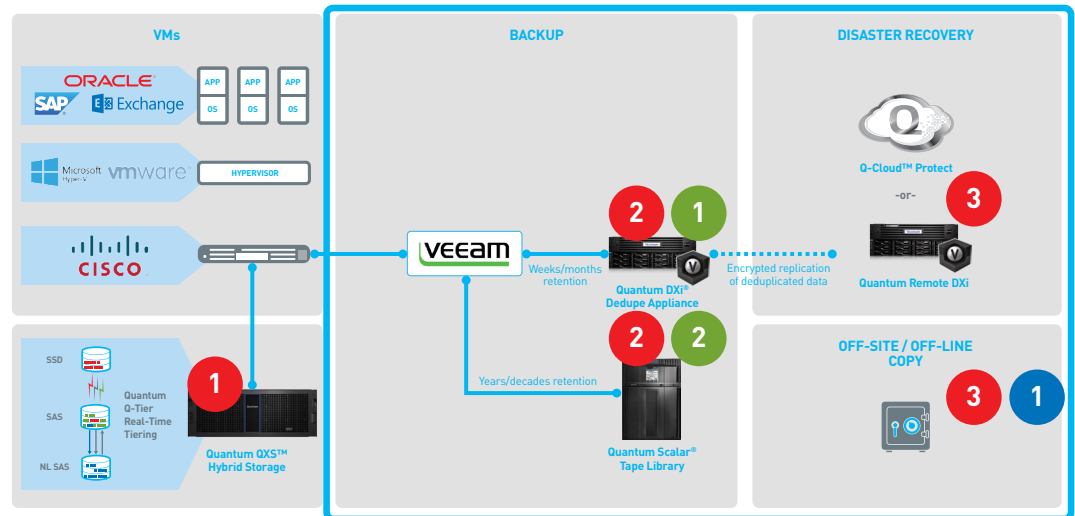 VMs
ORACLE®
SAP®
E Exchange
APP
APP
APP
OS
OS
OS
Microsoft
Hyper-V
vmware
HYPERVISOR
CISCO
SSD
SAS
NL SAS
Quantum
Q-Tier
Real-Time
Tiering
1
Quantum QXS™
Hybrid Storage
BACKUP
veeam
Weeks/months
retention
2
1
V
Quantum DXi®
Dedupe Appliance
Years/decades retention
2
2
Quantum Scalar®
Tape Library
Encrypted replication
of deduplicated data
DISASTER RECOVERY
Q
Q-Cloud™ Protect
-or-
3
V
Quantum Remote DXi
OFF-SITE / OFF-LINE
COPY
3
1